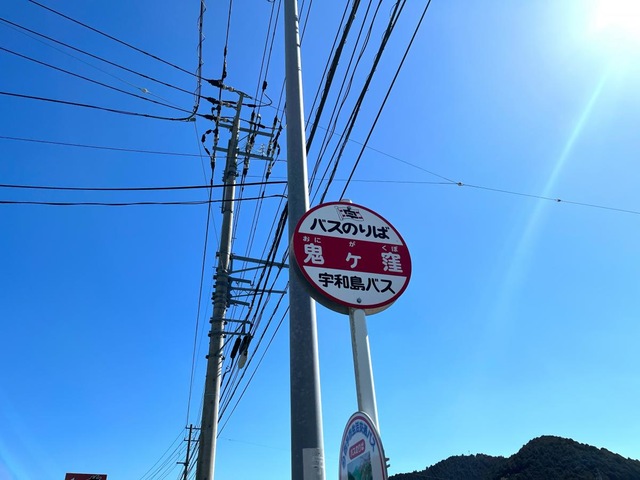 バスのりば
おに が くぼ
鬼ヶ窪
宇和島バス